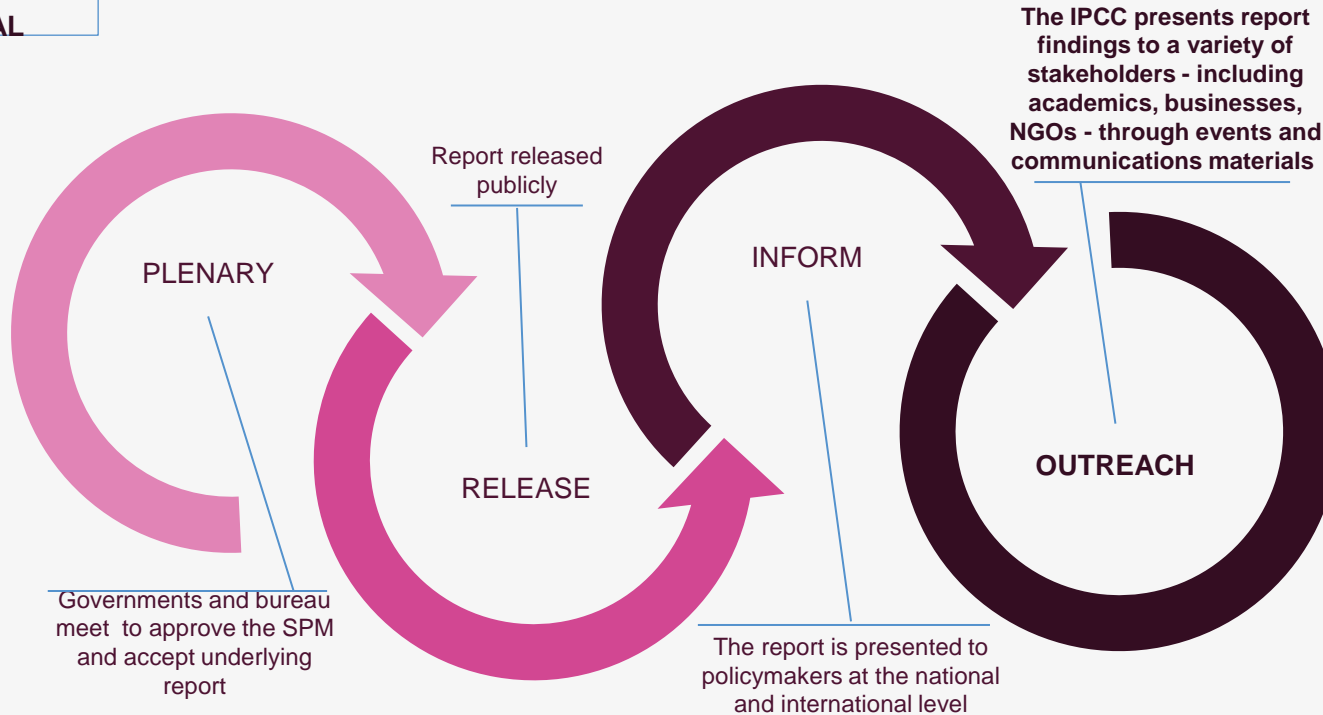 The IPCC presents report
findings to a variety of
stakeholders - including
academics, businesses,
NGOs - through events and
communications materials
Report released
publicly
PLENARY
INFORM
RELEASE
OUTREACH
Governments and bureau
meet to approve the SPM
and accept underlying
report
The report is presented to
policymakers at the national
and international level